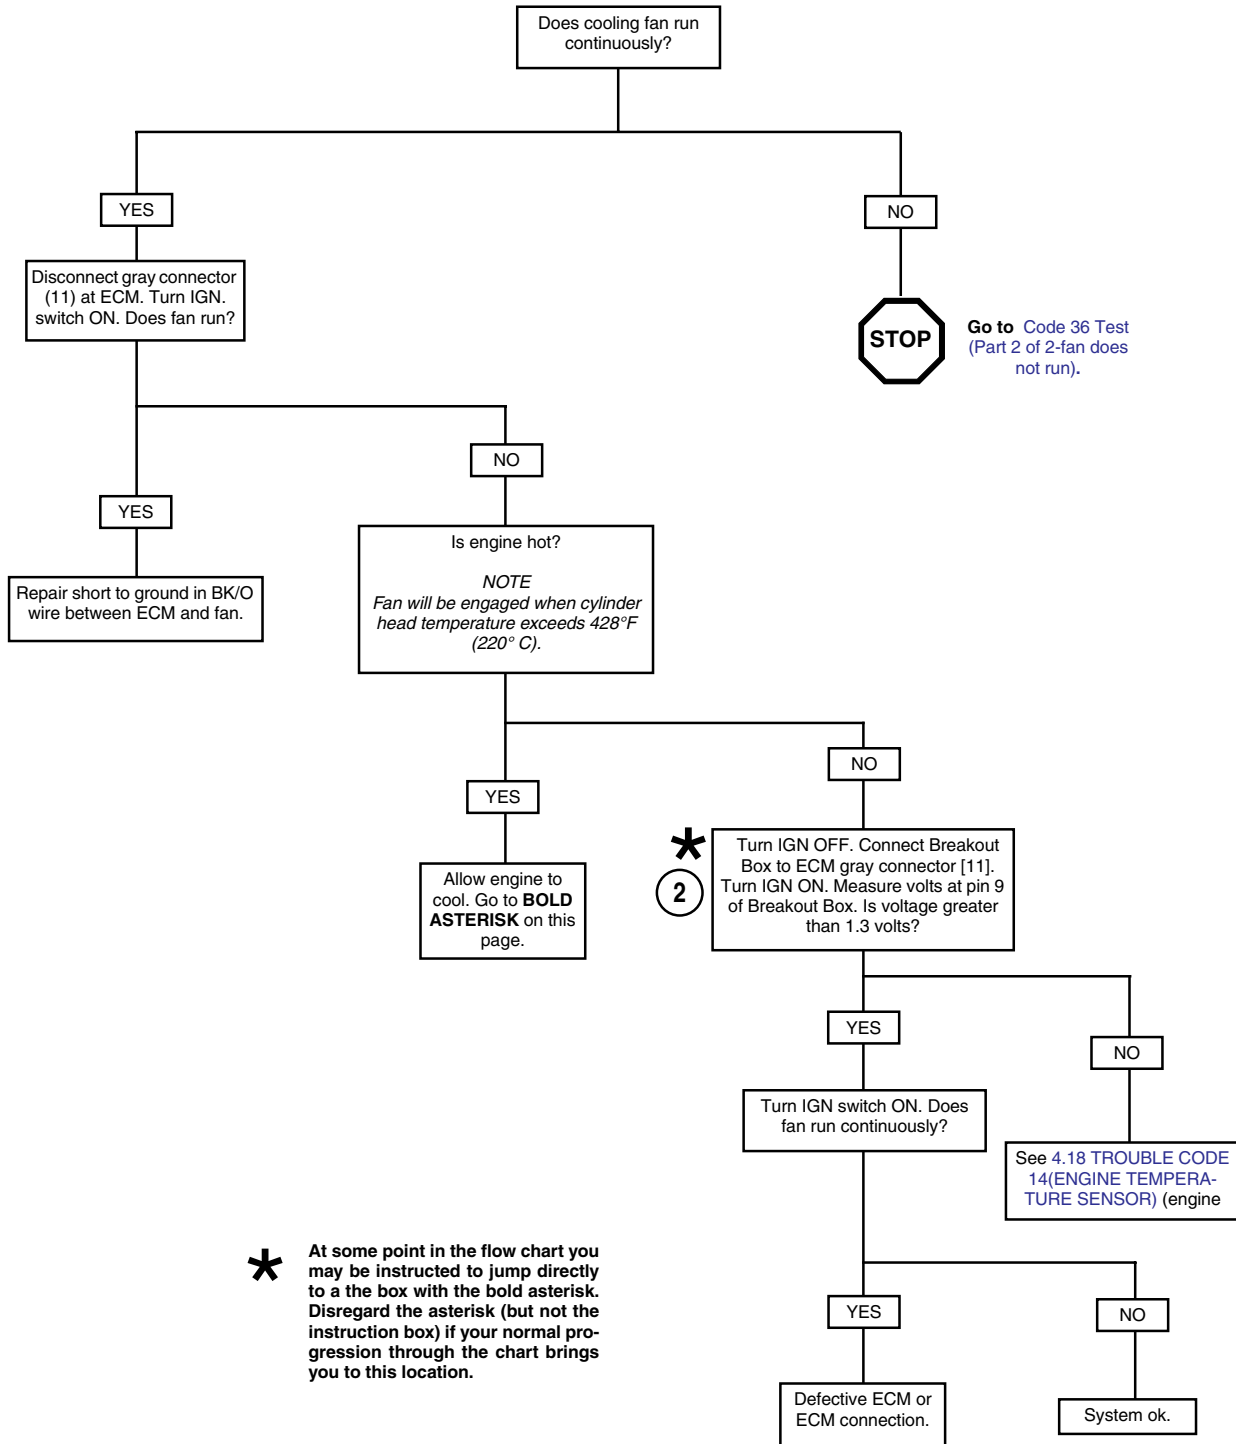 Does cooling fan run
continuously?
YES
NO
Disconnect gray connector
(11) at ECM. Turn IGN.
switch ON. Does fan run?
STOP
Go to Code 36 Test
(Part 2 of 2-fan does
not run).
NO
YES
Is engine hot?
NOTE
Fan will be engaged when cylinder
head temperature exceeds 428°F
(220° C).
Repair short to ground in BK/O
wire between ECM and fan.
NO
YES
*
2
Turn IGN OFF. Connect Breakout
Box to ECM gray connector [11].
Turn IGN ON. Measure volts at pin 9
of Breakout Box. Is voltage greater
than 1.3 volts?
Allow engine to
cool. Go to BOLD
ASTERISK on this
page.
YES
NO
Turn IGN switch ON. Does
fan run continuously?
See 4.18 TROUBLE CODE
14(ENGINE TEMPERA-
TURE SENSOR) (engine
*
At some point in the flow chart you
may be instructed to jump directly
to a the box with the bold asterisk.
Disregard the asterisk (but not the
instruction box) if your normal pro-
gression through the chart brings
you to this location.
YES
NO
Defective ECM or
ECM connection.
System ok.